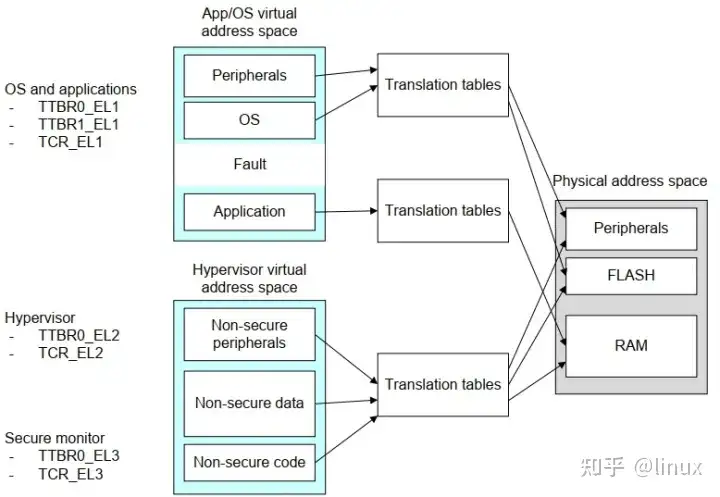 App/OS virtual
address space
OS and applications
- TTBR0_EL1
- TTBR1_EL1
- TCR_EL1
Peripherals
OS
Fault
Application
Translation tables
Translation tables
Physical address space
Peripherals
FLASH
RAM
Hypervisor virtual
address space
Hypervisor
- TTBR0_EL2
- TCR_EL2
Secure monitor
- TTBR0_EL3
- TCR_EL3
Non-secure
peripherals
Non-secure data
Non-secure code
Translation tables
知乎 @linux